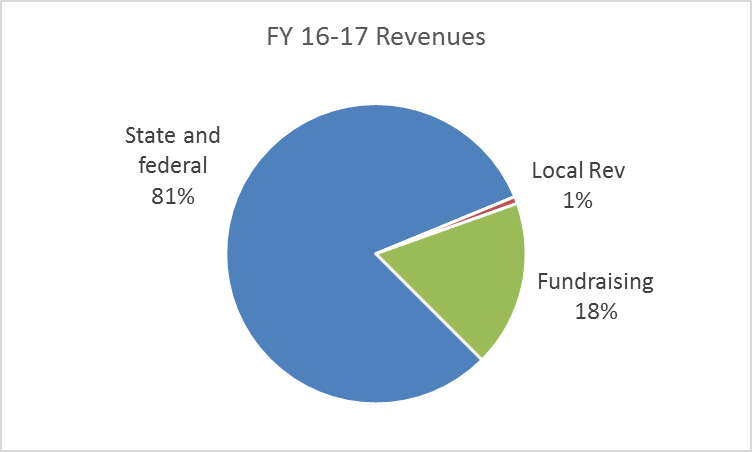 FY 16-17 Revenues
State and
federal
81%
Local Rev
1%
Fundraising
18%